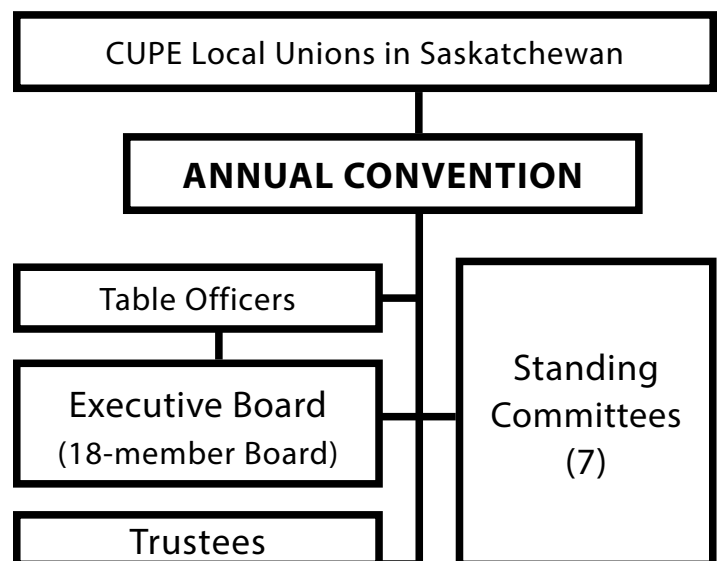 CUPE Local Unions in Saskatchewan
ANNUAL CONVENTION
Table Officers
Executive Board
(18-member Board)
Standing
Committees
(7)
Trustees